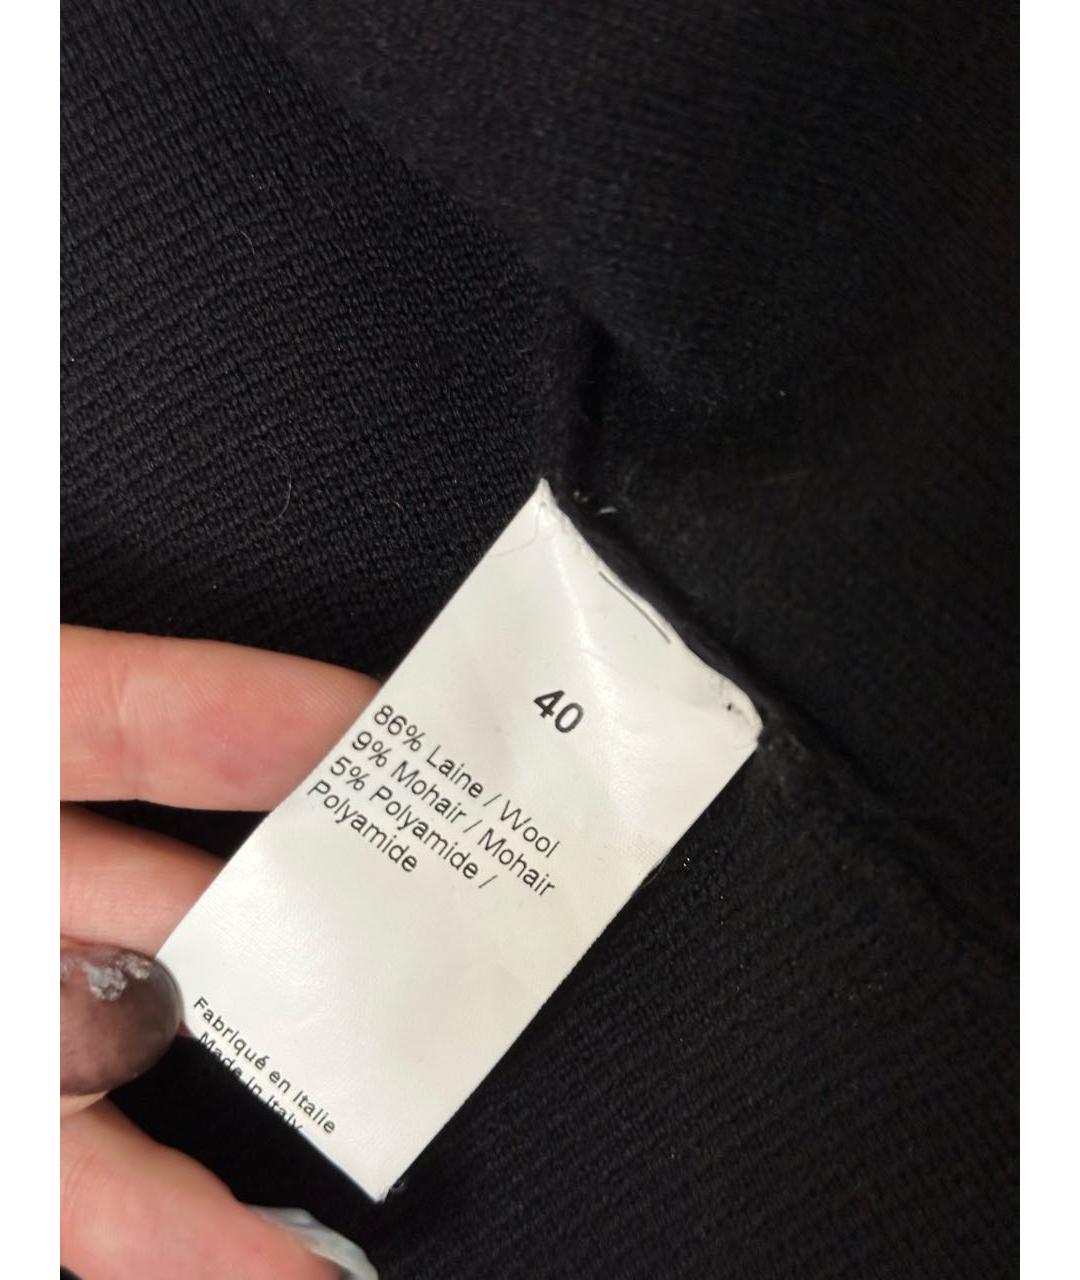 40
86% Laine / Wool
9% Mohair / Mohair
5% Polyamide /
Polyamide
Fabriqué en Italie
Made in Italy